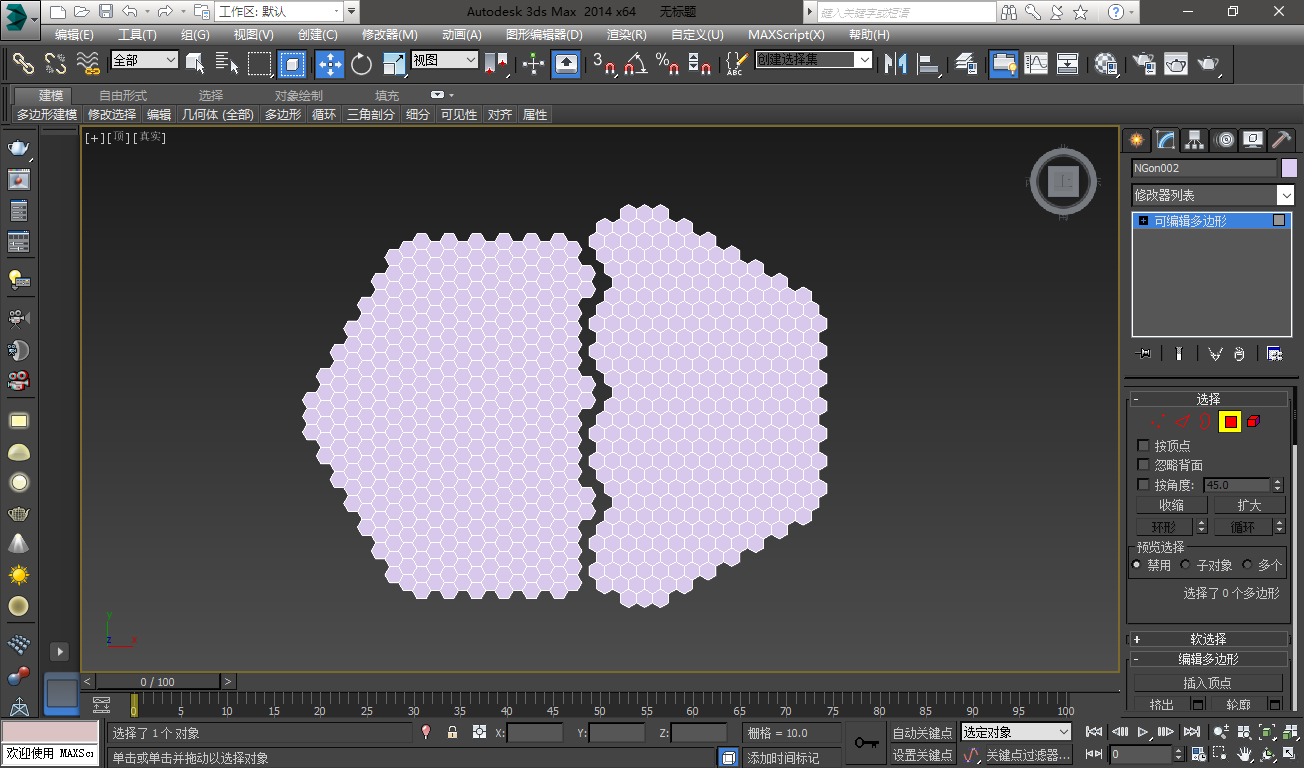 工作区: 默认 Autodesk 3ds Max 2014 x64 无标题 键入关键字或短语
编辑(E) 工具(T) 组(G) 视图(V) 创建(C) 修改器(M) 动画(A) 图形编辑器(D) 渲染(R) 自定义(U) MAXScript(X) 帮助(H)
全部 视图 3 % ABC 创建选择集
建模 自由形式 选择 对象绘制 填充
多边形建模 修改选择 编辑 几何体 (全部) 多边形 循环 三角剖分 细分 可见性 对齐 属性
[+][顶][真实]
上
NGon002
修改器列表
可编辑多边形
选择
按顶点
忽略背面
按角度: 45.0
收缩 扩大
环形 循环
预览选择
禁用 子对象 多个
选择了 0 个多边形
软选择
编辑多边形
插入顶点
挤出 轮廓
y
z x
0 / 100
0 5 10 15 20 25 30 35 40 45 50 55 60 65 70 75 80 85 90 95 100
选择了 1 个 对象 X: Y: Z: 栅格 = 10.0 自动关键点 选定对象
欢迎使用 MAXSc 单击或单击并拖动以选择对象 添加时间标记 设置关键点 关键点过滤器... 0